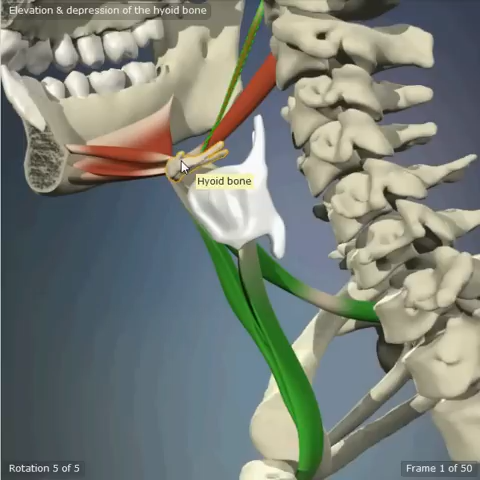 Elevation & depression of the hyoid bone
Hyoid bone
Rotation 5 of 5
Frame 1 of 50